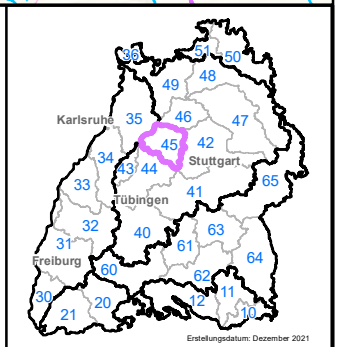 36 51 50
49 48
Karlsruhe 35 46 47
45 42
34 43 44 Stuttgart
33 65
Tübingen 41
32 40 63
31 61 64
Freiburg 60
62
30 20 12 11
21 10
Erstellungsdatum: Dezember 2021